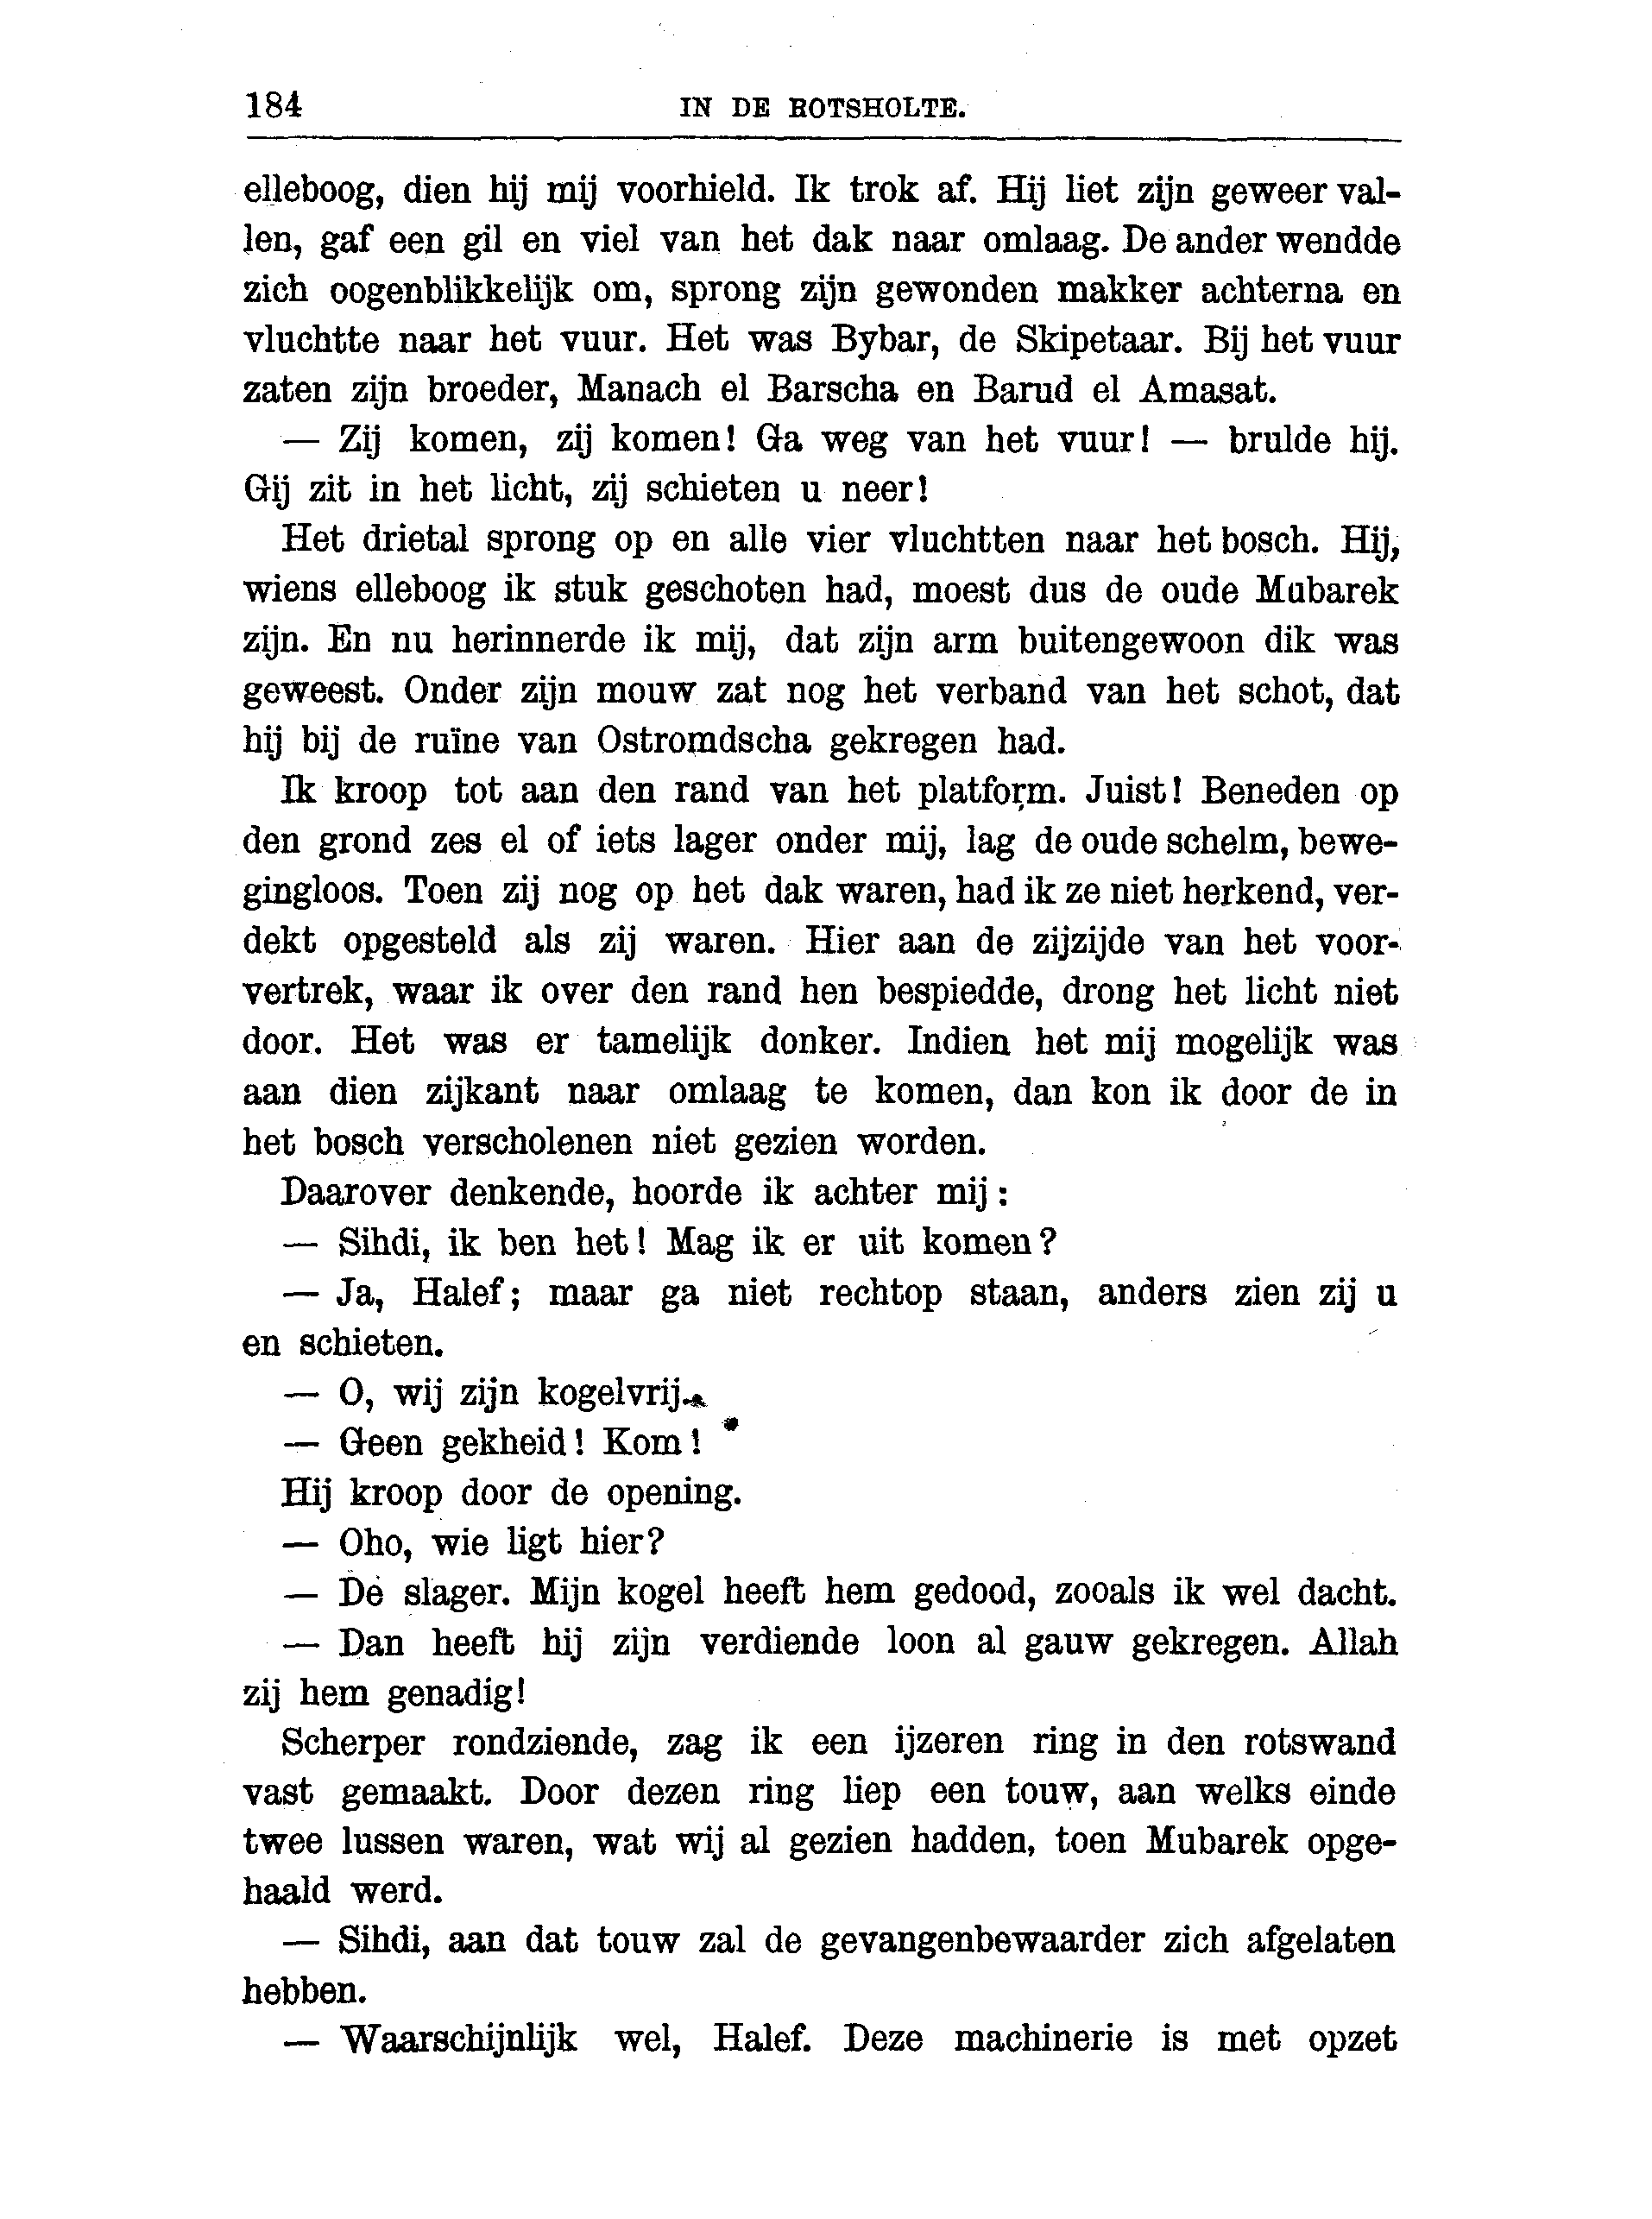 184 IN DE ROTSHOLTE.
elleboog, dien hij mij voorhield. Ik trok af. Hij liet zijn geweer val-
len, gaf een gil en viel van het dak naar omlaag. De ander wendde
zich oogenblikkelijk om, sprong zijn gewonden makker achterna en
vluchtte naar het vuur. Het was Bybar, de Skipetaar. Bij het vuur
zaten zijn broeder, Manach el Barscha en Barud el Amasat.
— Zij komen, zij komen! Ga weg van het vuur! — brulde hij.
Gij zit in het licht, zij schieten u neer!
Het drietal sprong op en alle vier vluchtten naar het bosch. Hij,
wiens elleboog ik stuk geschoten had, moest dus de oude Mubarek
zijn. En nu herinnerde ik mij, dat zijn arm buitengewoon dik was
geweest. Onder zijn mouw zat nog het verband van het schot, dat
hij bij de ruïne van Ostromdscha gekregen had.
Ik kroop tot aan den rand van het platform. Juist! Beneden op
den grond zes el of iets lager onder mij, lag de oude schelm, bewe-
gingloos. Toen zij nog op het dak waren, had ik ze niet herkend, ver-
dekt opgesteld als zij waren. Hier aan de zijzijde van het voor-
vertrek, waar ik over den rand hen bespiedde, drong het licht niet
door. Het was er tamelijk donker. Indien het mij mogelijk was
aan dien zijkant naar omlaag te komen, dan kon ik door de in
het bosch verscholenen niet gezien worden.
Daarover denkende, hoorde ik achter mij:
— Sihdi, ik ben het! Mag ik er uit komen?
— Ja, Halef; maar ga niet rechtop staan, anders zien zij u
en schieten.
— O, wij zijn kogelvrij.
— Geen gekheid! Kom!
Hij kroop door de opening.
— Oho, wie ligt hier?
— De slager. Mijn kogel heeft hem gedood, zooals ik wel dacht.
— Dan heeft hij zijn verdiende loon al gauw gekregen. Allah
zij hem genadig!
Scherper rondziende, zag ik een ijzeren ring in den rotswand
vast gemaakt. Door dezen ring liep een touw, aan welks einde
twee lussen waren, wat wij al gezien hadden, toen Mubarek opge-
haald werd.
— Sihdi, aan dat touw zal de gevangenbewaarder zich afgelaten
hebben.
— Waarschijnlijk wel, Halef. Deze machinerie is met opzet